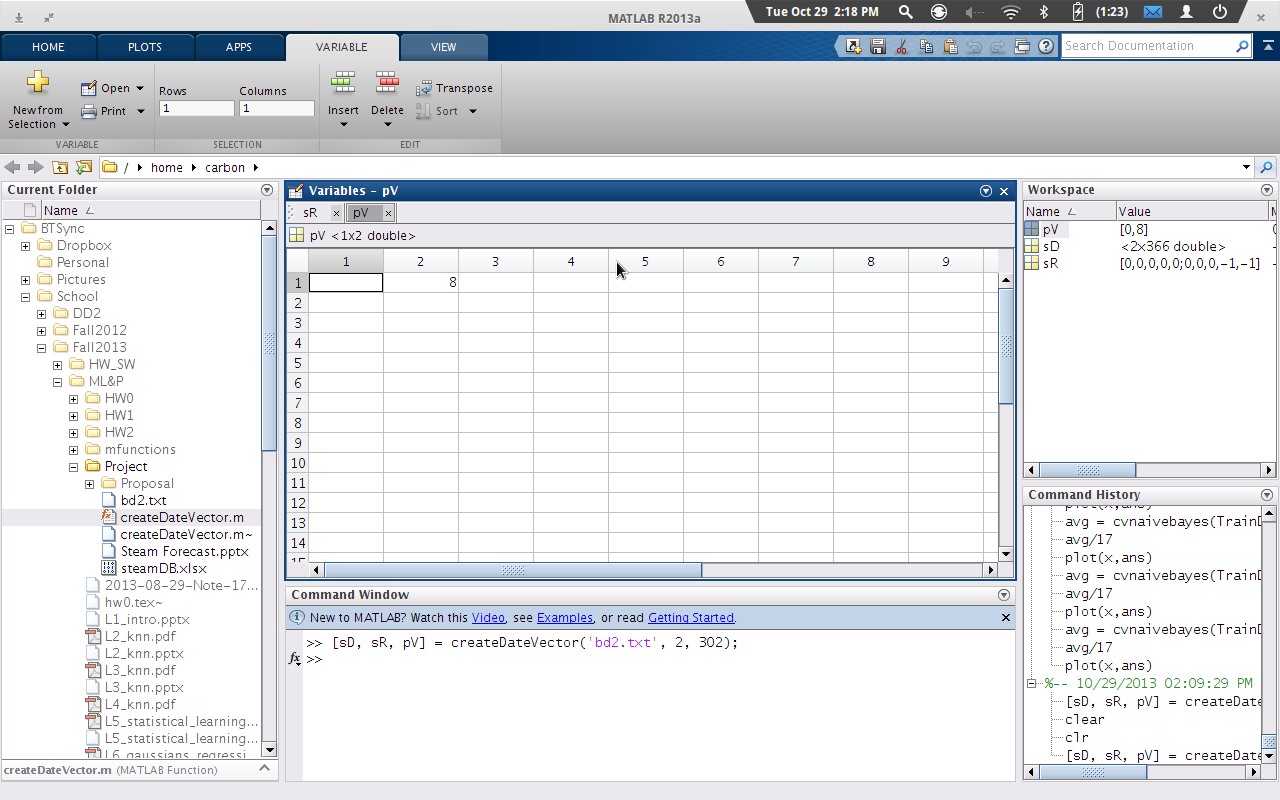 MATLAB R2013a
Tue Oct 29 2:18 PM
(1:23)
HOME
PLOTS
APPS
VARIABLE
VIEW
Search Documentation
New from
Selection
Open
Print
VARIABLE
Rows
1
Columns
1
SELECTION
Insert
Delete
Transpose
Sort
EDIT
/
home
carbon
Current Folder
Name
BTSync
Dropbox
Personal
Pictures
School
DD2
Fall2012
Fall2013
HW_SW
ML&P
HW0
HW1
HW2
mfunctions
Project
Proposal
bd2.txt
createDateVector.m
createDateVector.m~
Steam Forecast.pptx
steamDB.xlsx
2013-08-29-Note-17...
hw0.tex~
L1_intro.pptx
L2_knn.pdf
L2_knn.pptx
L3_knn.pdf
L3_knn.pptx
L4_knn.pdf
L5_statistical_learning...
L5_statistical_learning...
L6_gaussians_regressi
createDateVector.m (MATLAB Function)
Variables - pV
sR
pV
pV <1x2 double>
1 2 3 4 5 6 7 8 9
1 8
2
3
4
5
6
7
8
9
10
11
12
13
14
15
Command Window
New to MATLAB? Watch this Video, see Examples, or read Getting Started.
>> [sD, sR, pV] = createDateVector('bd2.txt', 2, 302);
fx >>
Workspace
Name Value M
pV [0,8] 0
sD <2x366 double> -
sR [0,0,0,0,0;0,0,0,-1,-1] -
Command History
plot(x,ans)
avg = cvnaivebayes(TrainD
avg/17
plot(x,ans)
avg = cvnaivebayes(TrainD
avg/17
plot(x,ans)
avg = cvnaivebayes(TrainD
avg/17
plot(x,ans)
%-- 10/29/2013 02:09:29 PM
[sD, sR, pV] = createDate
clear
clr
[sD, sR, pV] = createDate